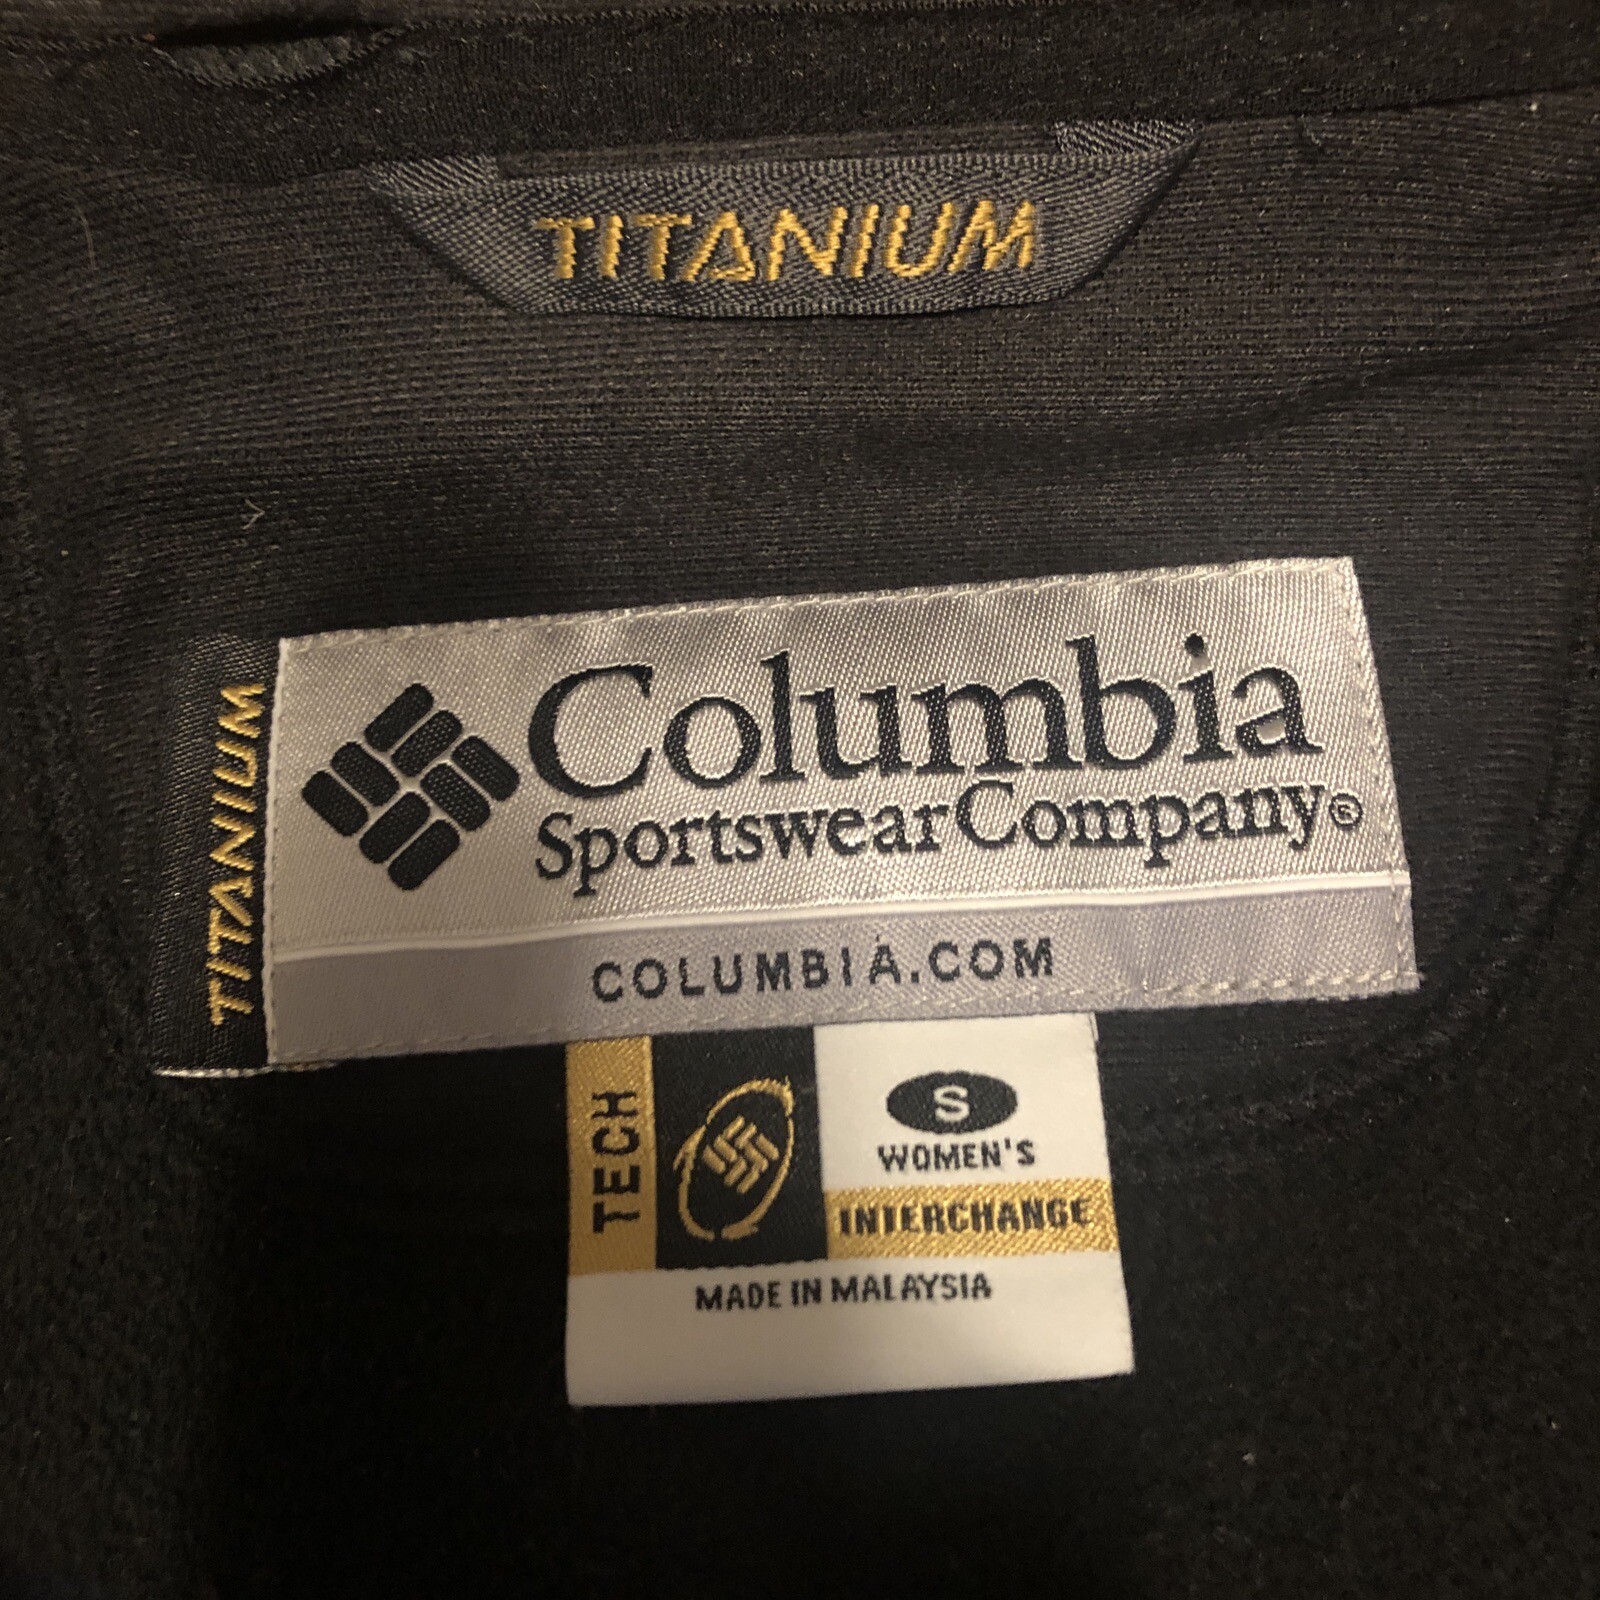 TITANIUM
TITANIUM
Columbia
Sportswear Company®
COLUMBIA.COM
TECH
S
WOMEN'S
INTERCHANGE
MADE IN MALAYSIA